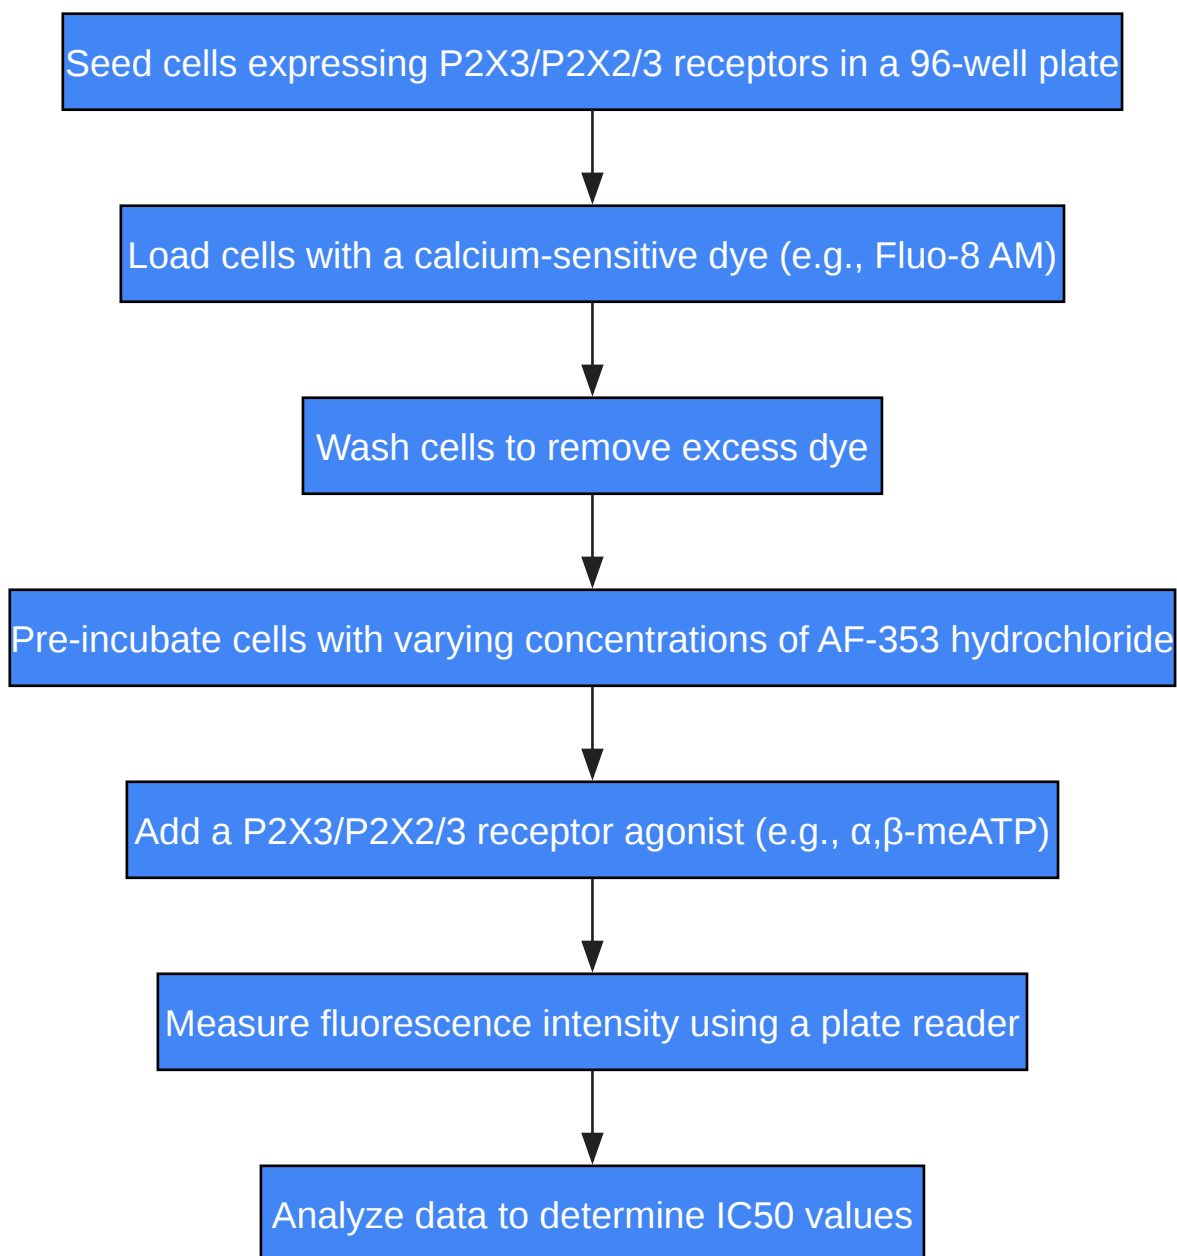 Seed cells expressing P2X3/P2X2/3 receptors in a 96-well plate
Load cells with a calcium-sensitive dye (e.g., Fluo-8 AM)
Wash cells to remove excess dye
Pre-incubate cells with varying concentrations of AF-353 hydrochloride
Add a P2X3/P2X2/3 receptor agonist (e.g., α,β-meATP)
Measure fluorescence intensity using a plate reader
Analyze data to determine IC50 values